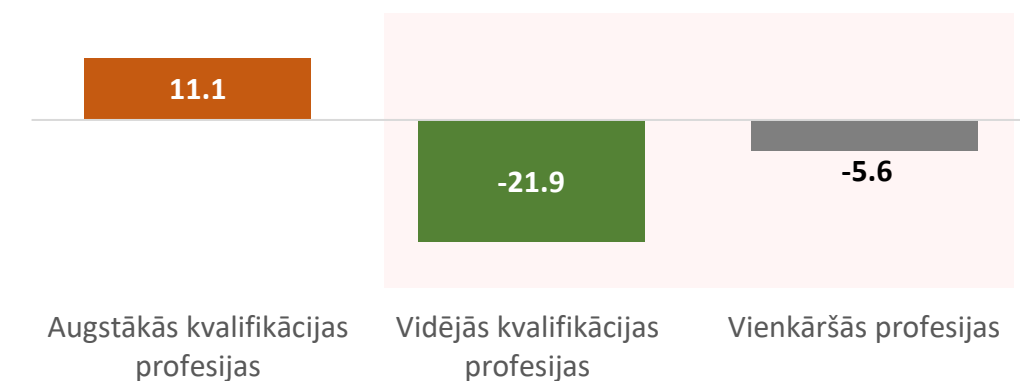 11.1
-21.9
-5.6
Augstākās kvalifikācijas
profesijas
Vidējās kvalifikācijas
profesijas
Vienkāršās profesijas